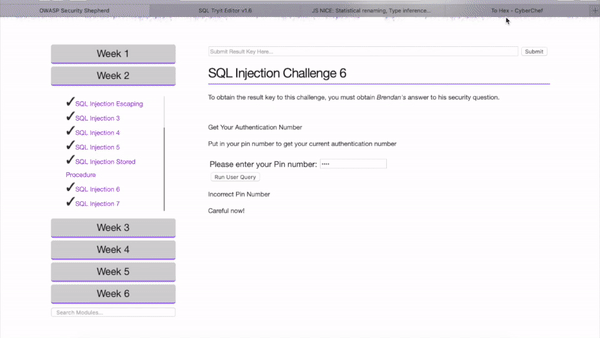 OWASP Security Shepherd
SQL Tryit Editor v1.6
JS NICE: Statistical renaming, Type inference...
To Hex - CyberChef
Submit Result Key Here...
Submit
Week 1
Week 2
SQL Injection Escaping
SQL Injection 3
SQL Injection 4
SQL Injection 5
SQL Injection Stored
Procedure
SQL Injection 6
SQL Injection 7
Week 3
Week 4
Week 5
Week 6
Search Modules...
SQL Injection Challenge 6
To obtain the result key to this challenge, you must obtain Brendan's answer to his security question.
Get Your Authentication Number
Put in your pin number to get your current authentication number
Please enter your Pin number: ••••
Run User Query
Incorrect Pin Number
Careful now!